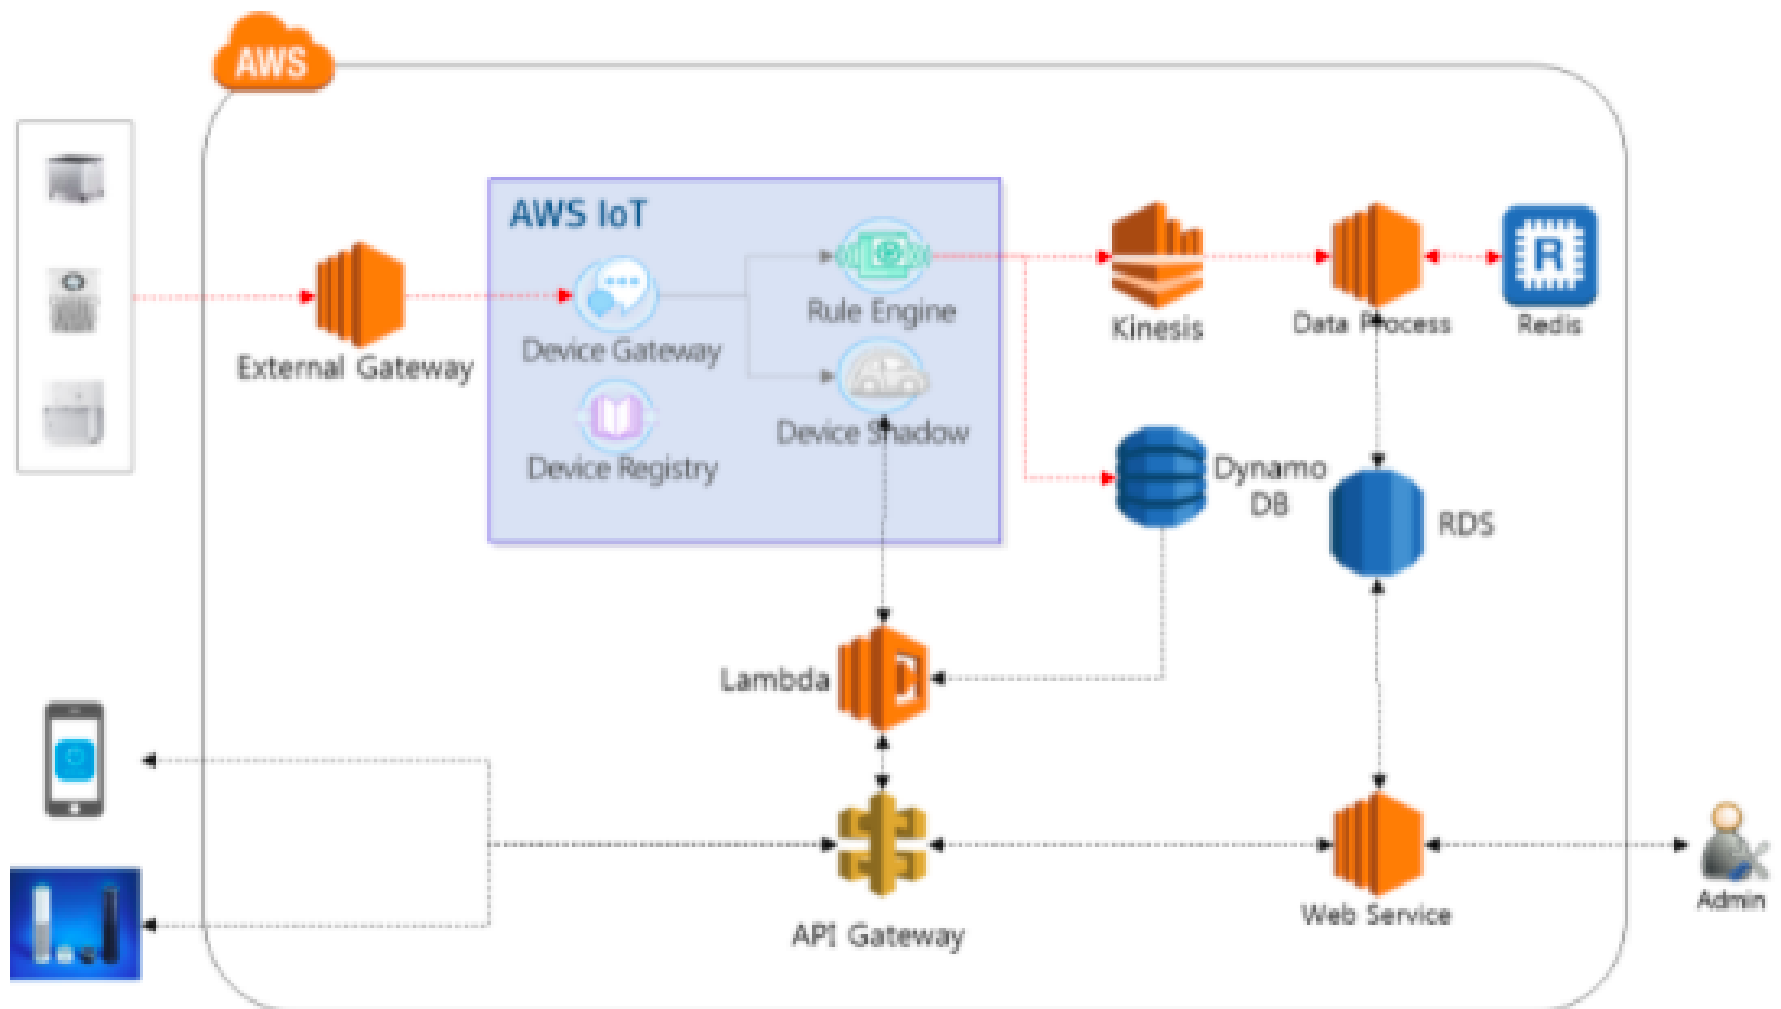 AWS
AWS IoT
Rule Engine
Kinesis
Data Process
Redis
External Gateway
Device Gateway
Device Shadow
Device Registry
Dynamo
DB
RDS
Lambda
API Gateway
Web Service
Admin
R